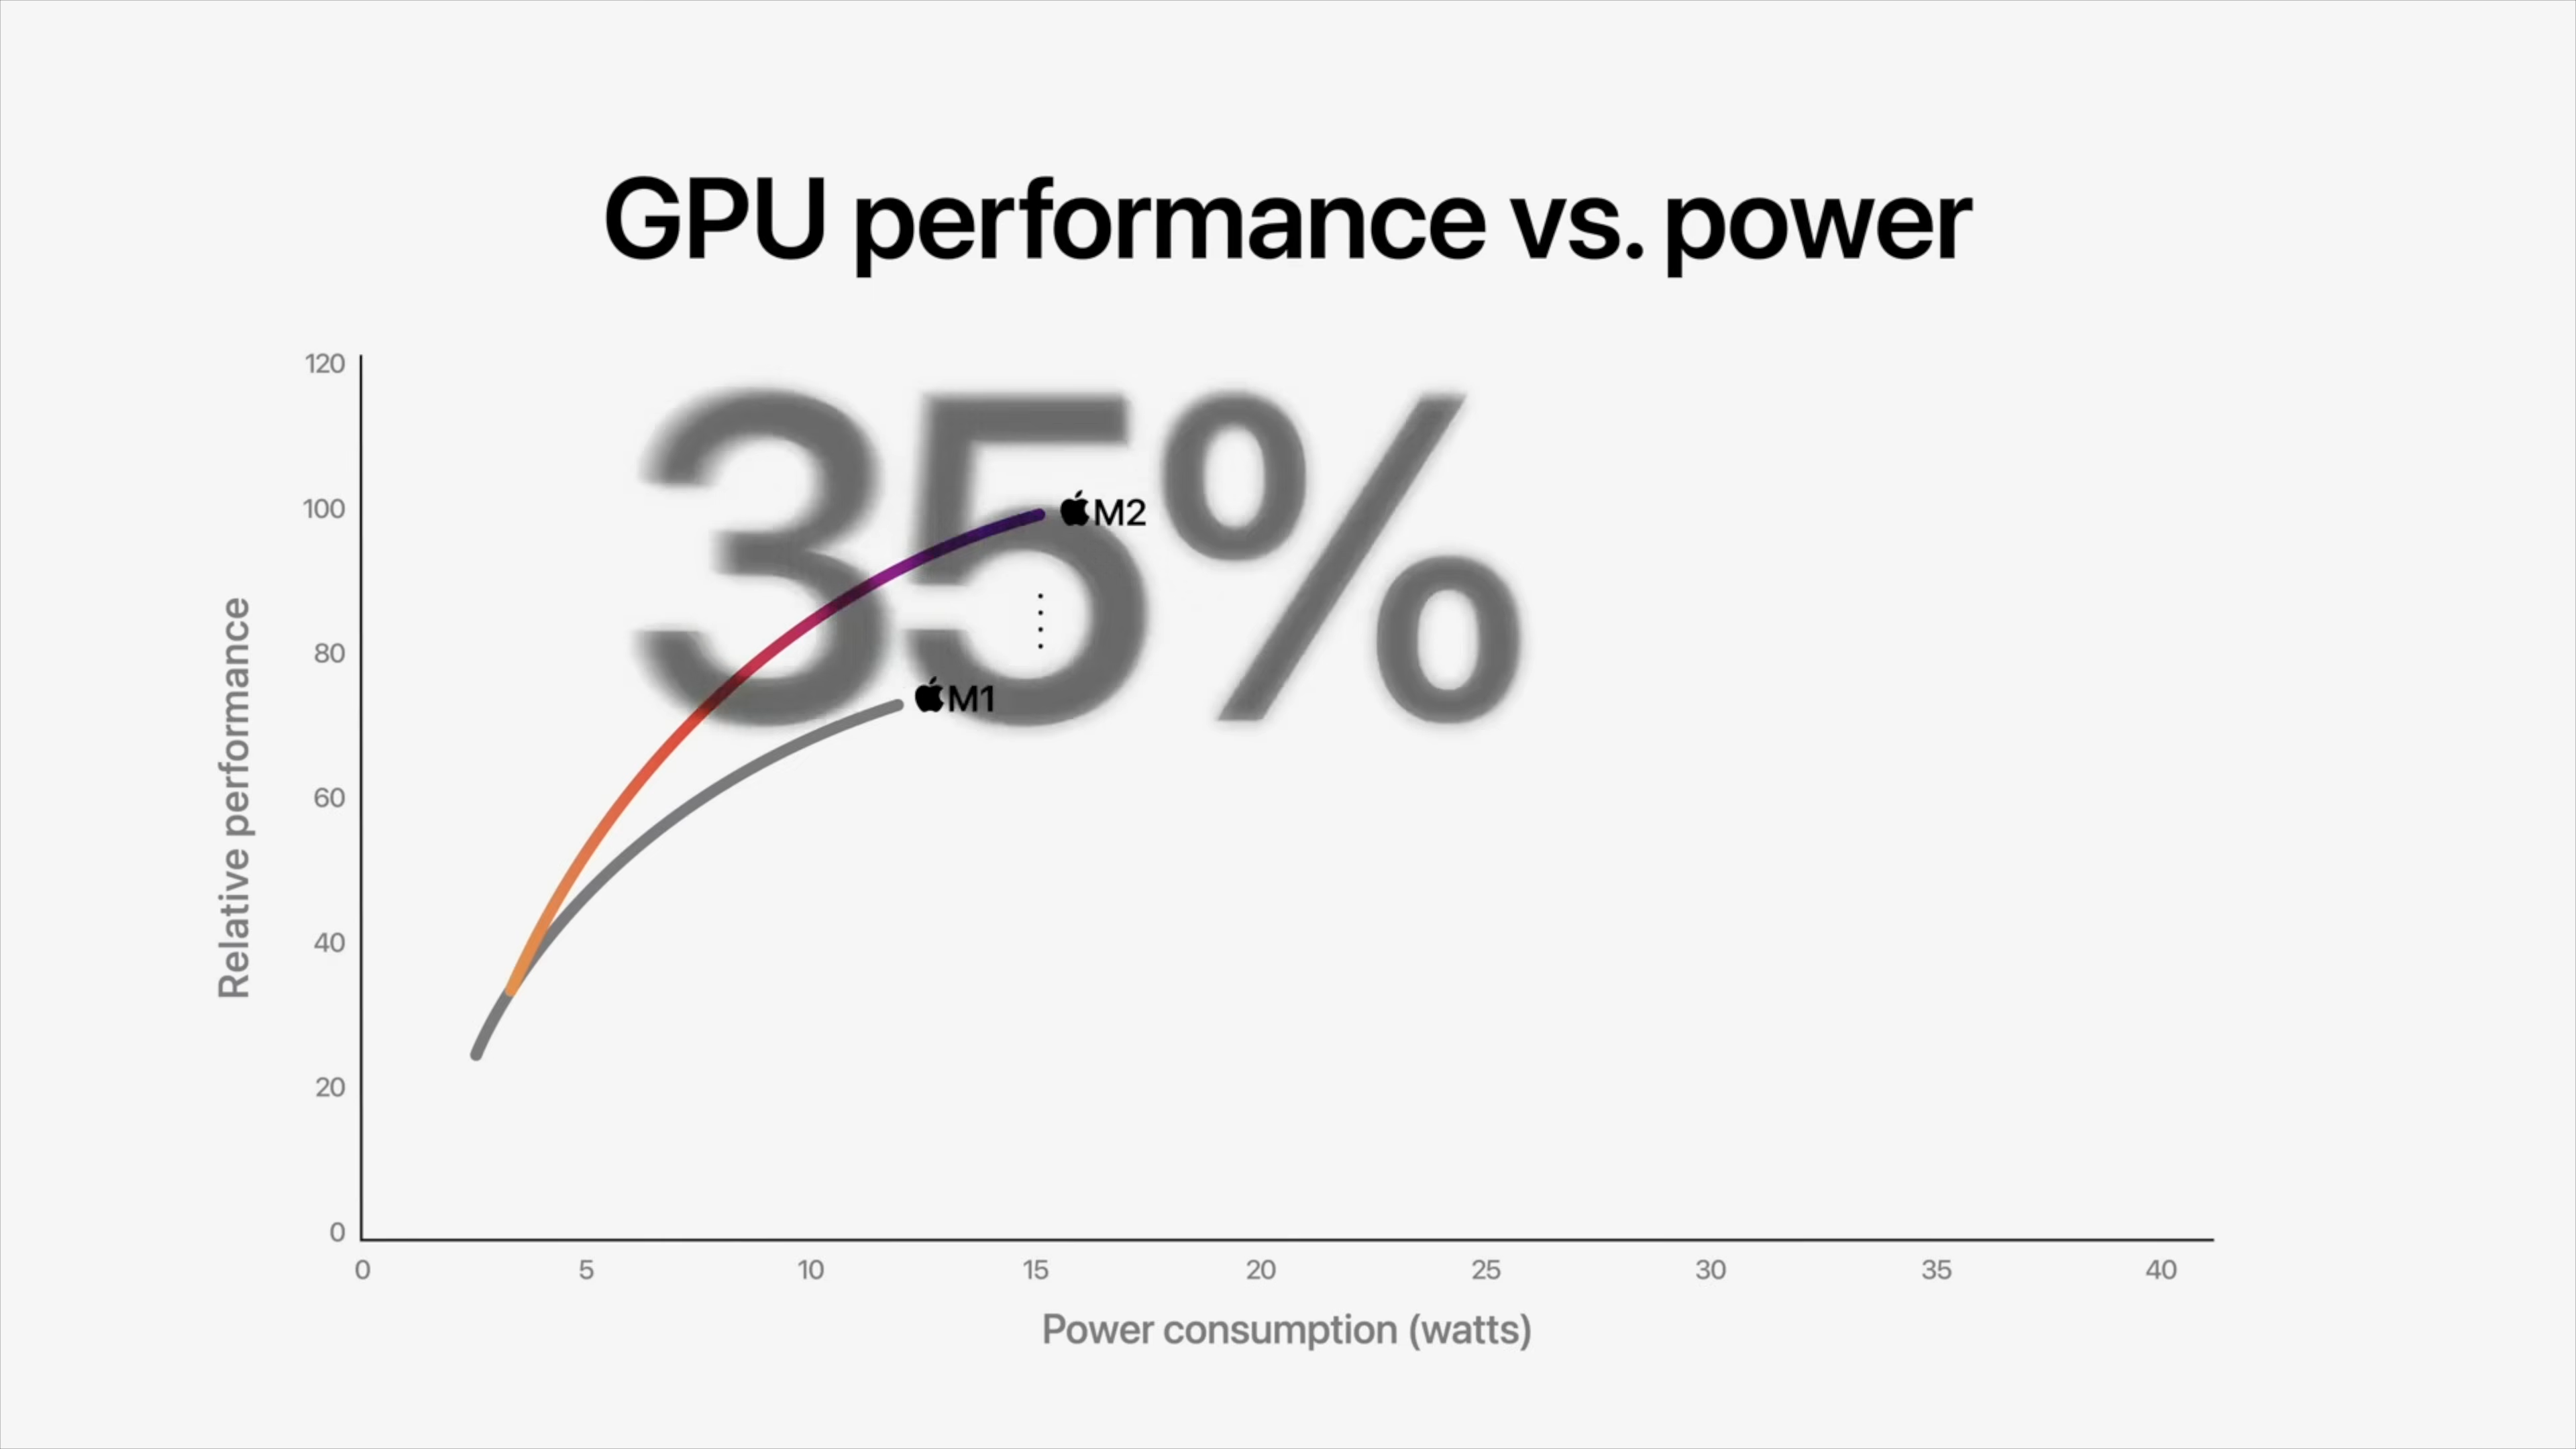 GPU performance vs. power
35%
Relative performance
120
100
80
60
40
20
0
M2
M1
0 5 10 15 20 25 30 35 40
Power consumption (watts)